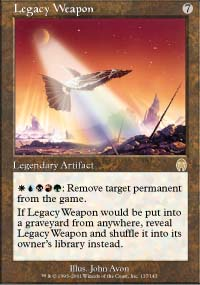 Legacy Weapon 7
Legendary Artifact
: Remove target permanent
from the game.
If Legacy Weapon would be put into
a graveyard from anywhere, reveal
Legacy Weapon and shuffle it into its
owner's library instead.
Illus. John Avon
™ & © 1993-2001 Wizards of the Coast, Inc. 137/143